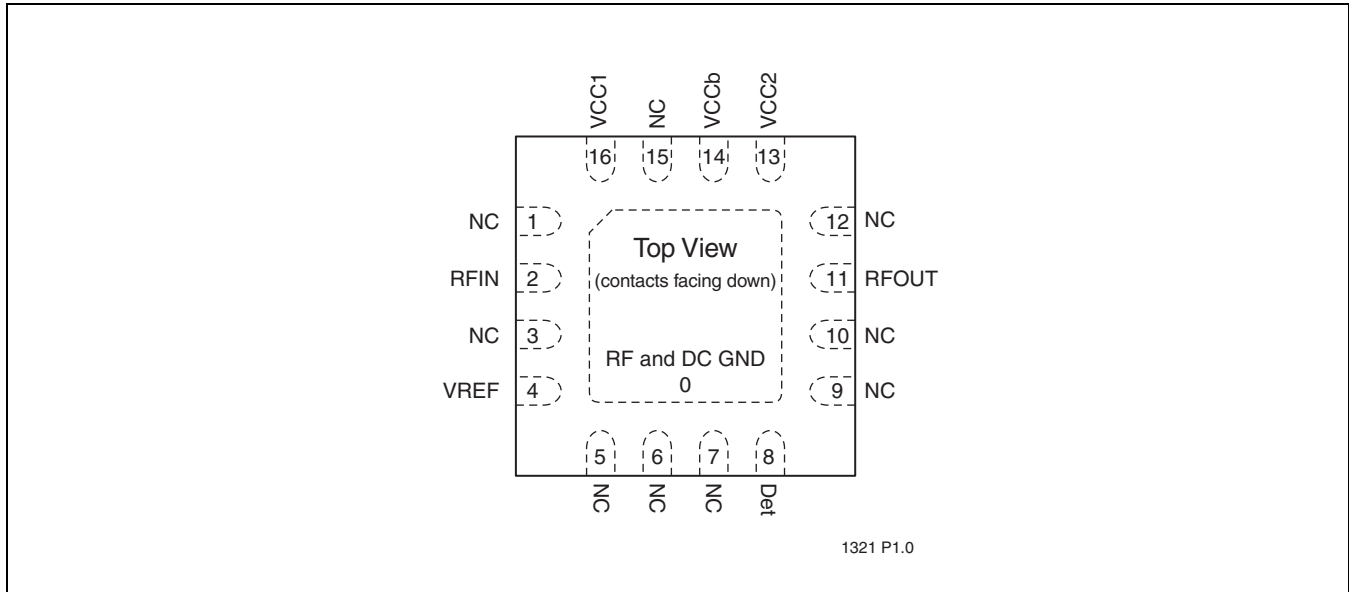 VCC1
NC
VCCb
VCC2
16
15
14
13
NC 1
12 NC
Top View
RFIN 2
(contacts facing down)
11 RFOUT
NC 3
10 NC
RF and DC GND
VREF 4
0
9 NC
5
6
7
8
NC
NC
NC
Det
1321 P1.0